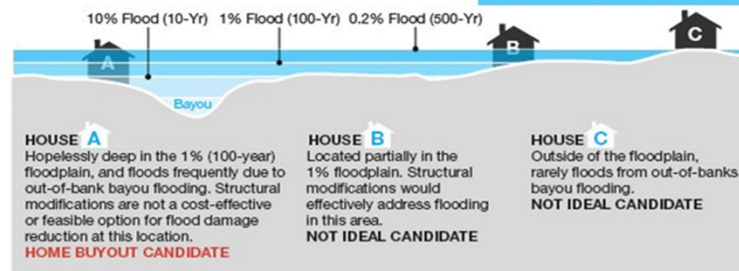 10% Flood (10-Yr) 1% Flood (100-Yr) 0.2% Flood (500-Yr)
A
B
C
Bayou
HOUSE A
Hopelessly deep in the 1% (100-year)
floodplain, and floods frequently due to
out-of-bank bayou flooding. Structural
modifications are not a cost-effective
or feasible option for flood damage
reduction at this location.
HOME BUYOUT CANDIDATE
HOUSE B
Located partially in the
1% floodplain. Structural
modifications would
effectively address flooding
in this area.
NOT IDEAL CANDIDATE
HOUSE C
Outside of the floodplain,
rarely floods from out-of-banks
bayou flooding.
NOT IDEAL CANDIDATE